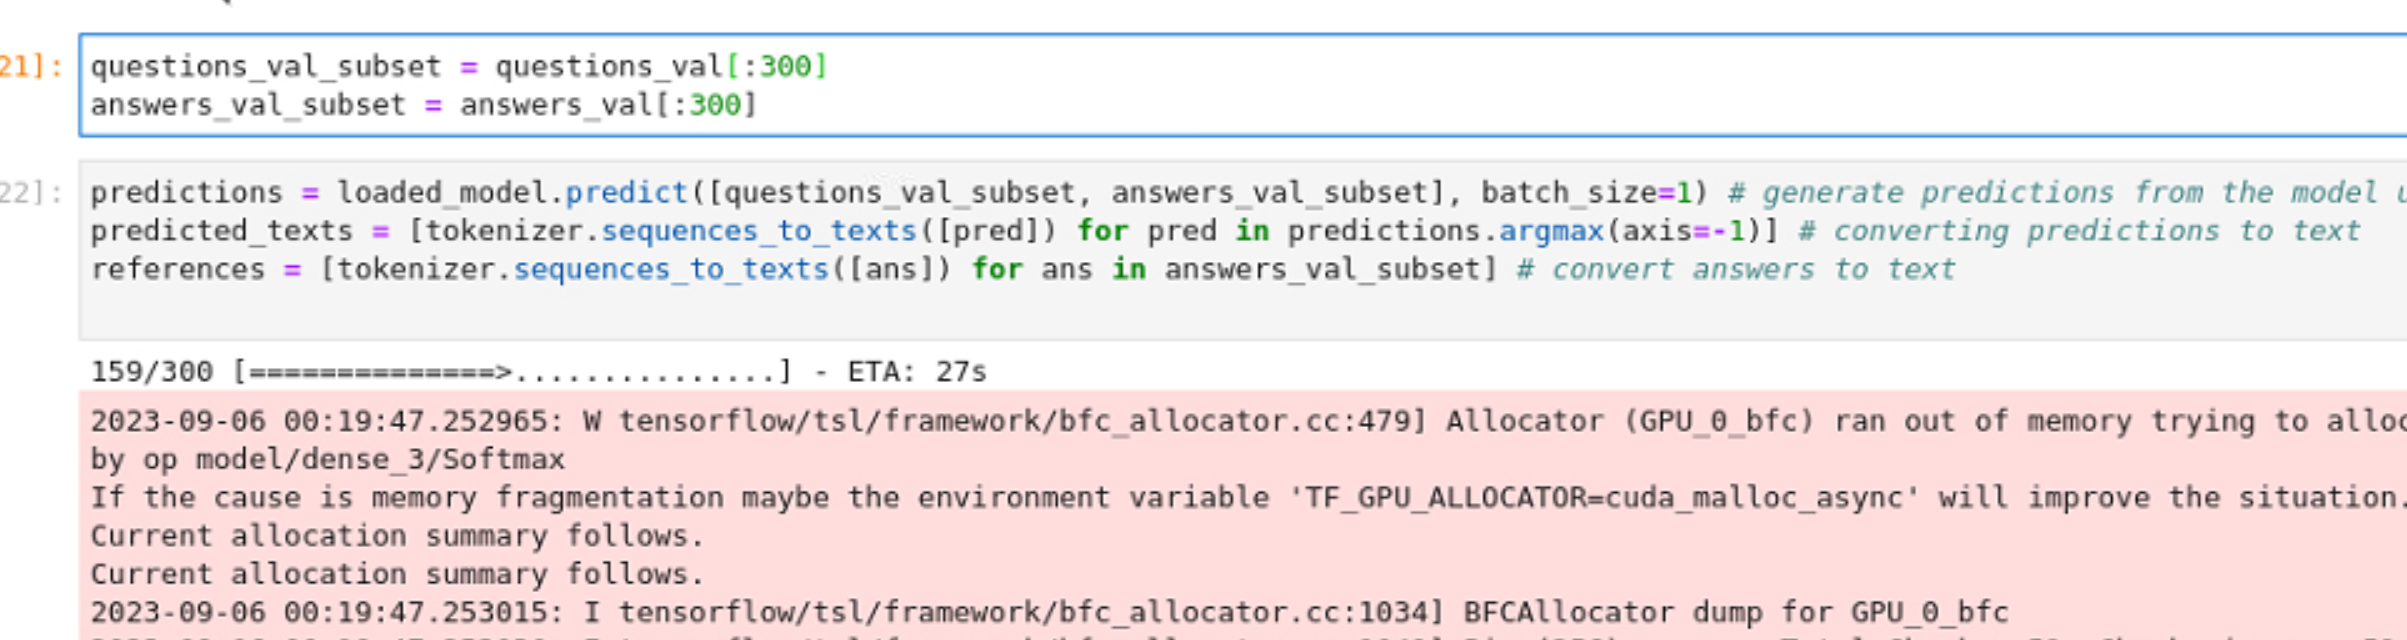 21]:
questions_val_subset = questions_val[:300]
answers_val_subset = answers_val[:300]
22]:
predictions = loaded_model.predict([questions_val_subset, answers_val_subset], batch_size=1) # generate predictions from the model
predicted_texts = [tokenizer.sequences_to_texts([pred]) for pred in predictions.argmax(axis=-1)] # converting predictions to text
references = [tokenizer.sequences_to_texts([ans]) for ans in answers_val_subset] # convert answers to text
159/300 [==============>...............] - ETA: 27s
2023-09-06 00:19:47.252965: W tensorflow/tsl/framework/bfc_allocator.cc:479] Allocator (GPU_0_bfc) ran out of memory trying to alloc
by op model/dense_3/Softmax
If the cause is memory fragmentation maybe the environment variable 'TF_GPU_ALLOCATOR=cuda_malloc_async' will improve the situation.
Current allocation summary follows.
Current allocation summary follows.
2023-09-06 00:19:47.253015: I tensorflow/tsl/framework/bfc_allocator.cc:1034] BFCAllocator dump for GPU_0_bfc